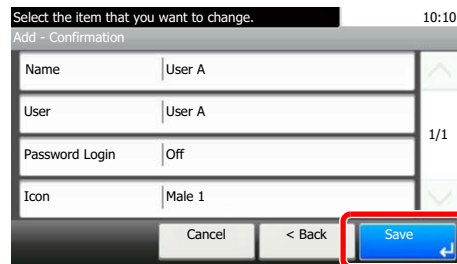 Select the item that you want to change.
10:10
Add - Confirmation
Name User A
User User A
1/1
Password Login Off
Icon Male 1
Cancel < Back Save